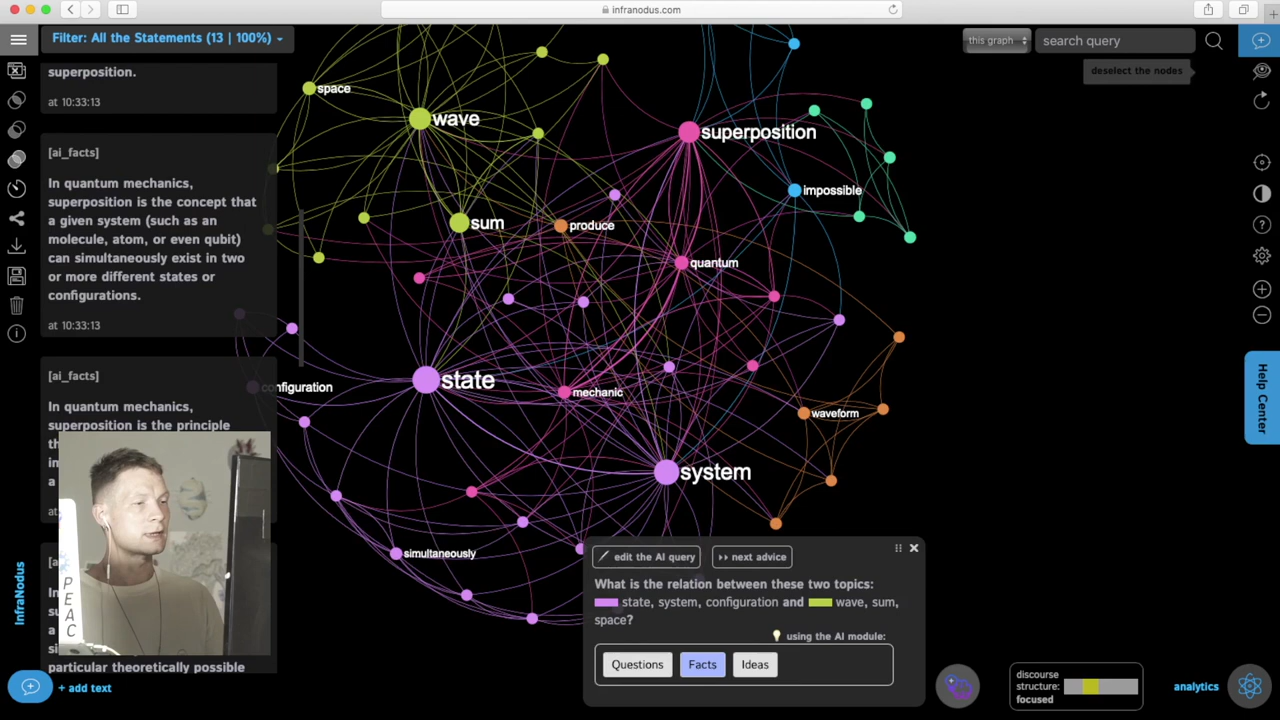 infranodus.com
Filter: All the Statements (13 | 100%)
this graph
search query
deselect the nodes
superposition.
at 10:33:13
[ai_facts]
In quantum mechanics,
superposition is the concept that
a given system (such as an
molecule, atom, or even qubit)
can simultaneously exist in two
or more different states or
configurations.
at 10:33:13
[ai_facts]
In quantum mechanics,
superposition is the principle
particular theoretically possible
+ add text
InfraNodus
PEAC
space
wave
superposition
impossible
sum
produce
quantum
configuration
state
mechanic
waveform
system
simultaneously
Help Center
edit the AI query
next advice
What is the relation between these two topics:
state, system, configuration and wave, sum,
space?
using the AI module:
Questions
Facts
Ideas
discourse
structure:
focused
analytics